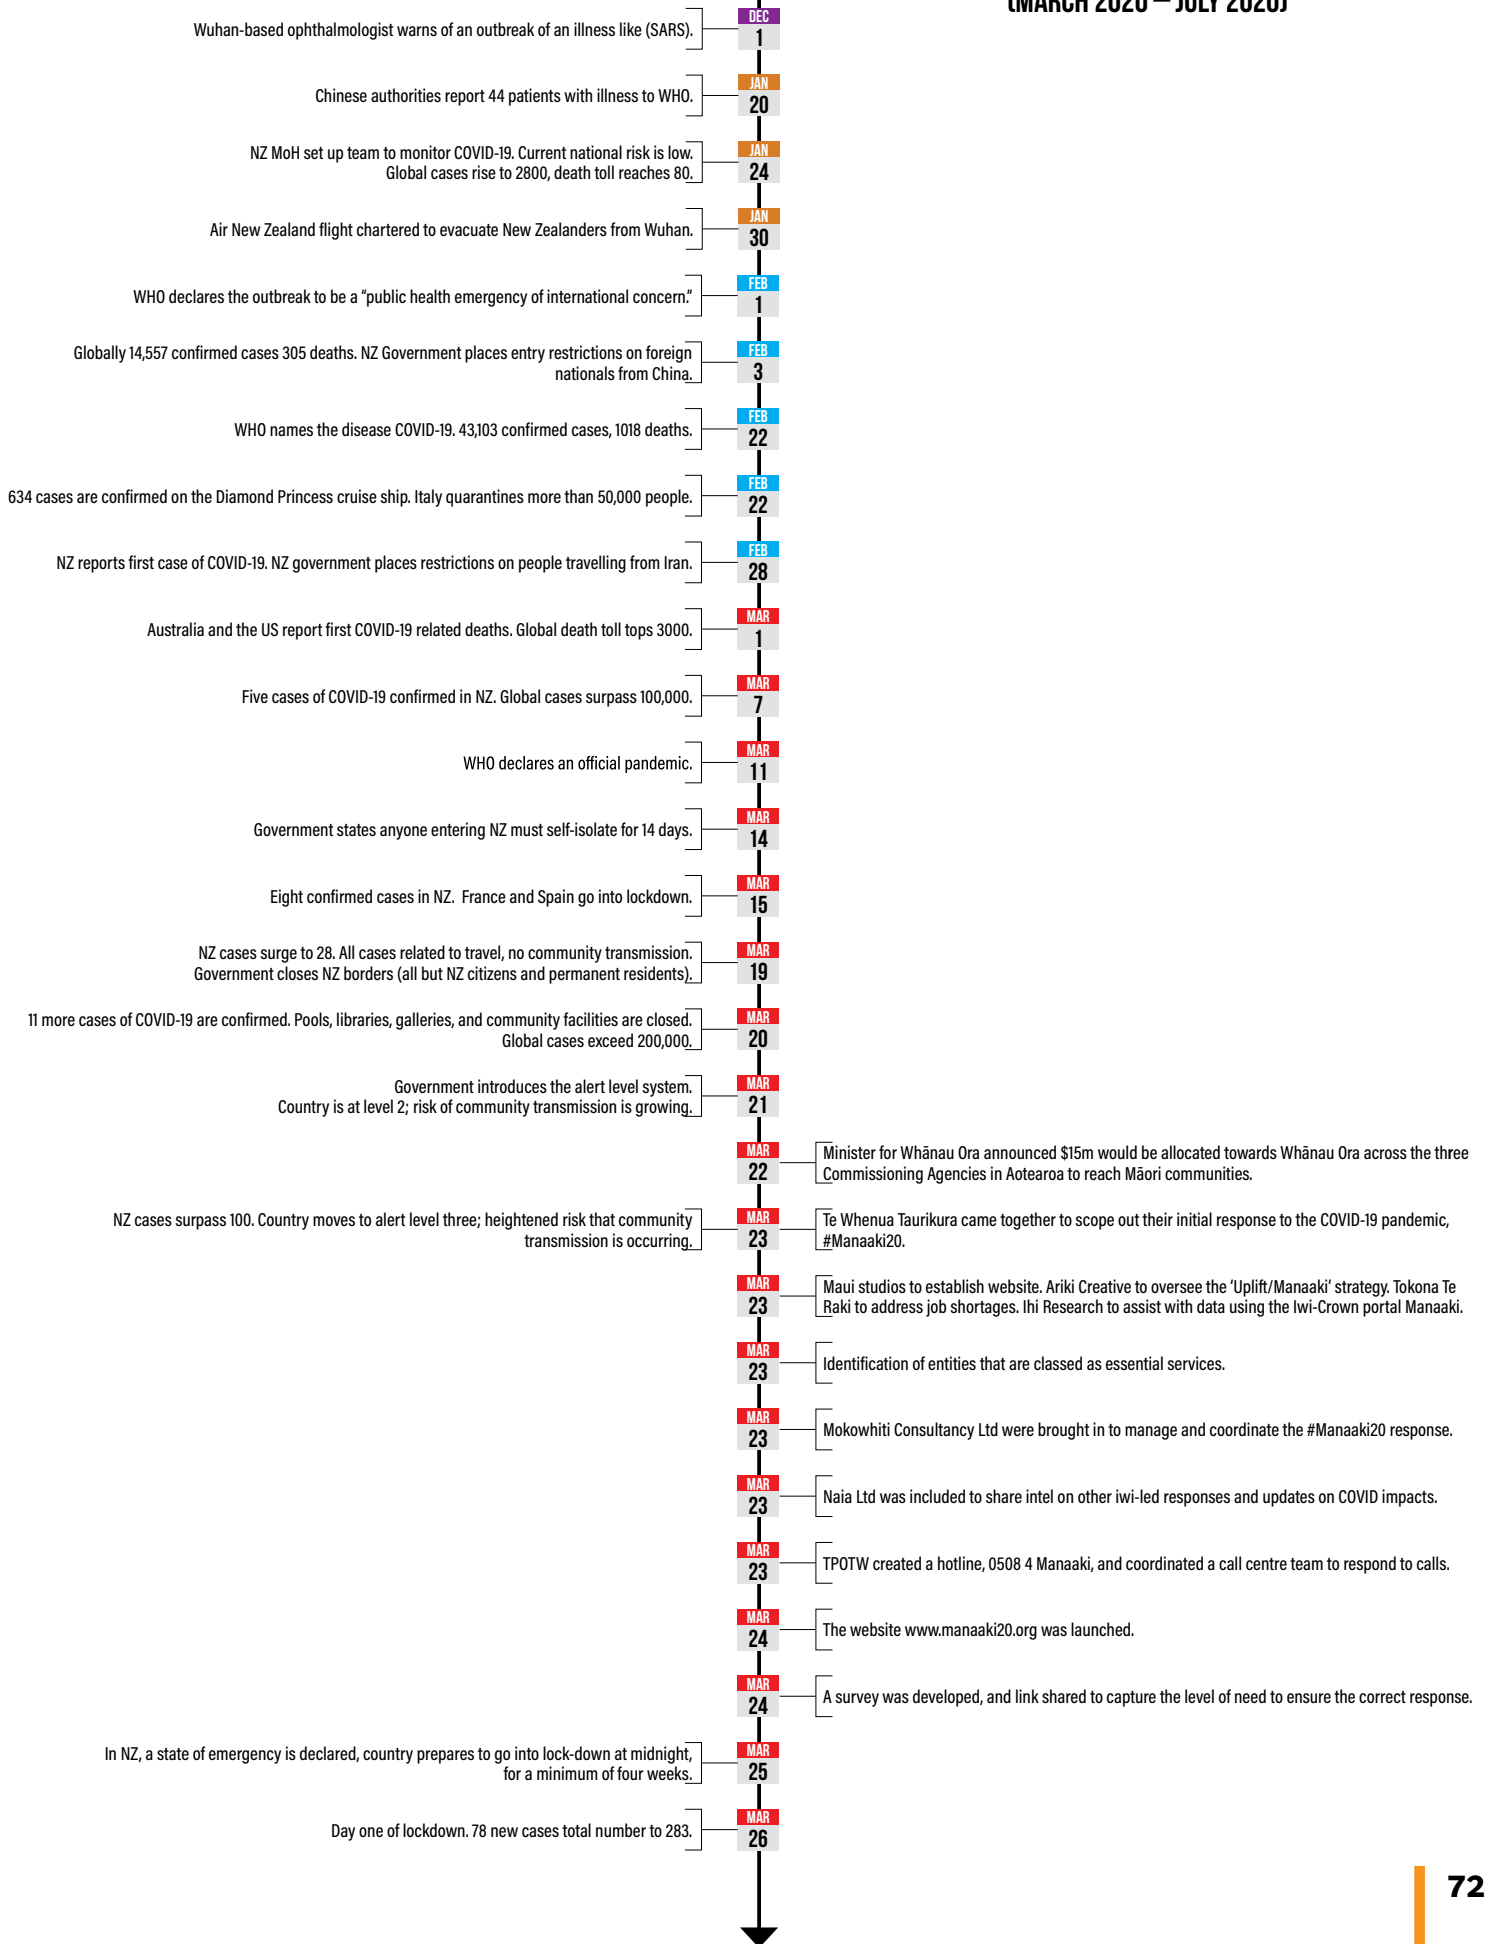 (MARCH 2020 – JULY 2020)
DEC
1
Wuhan-based ophthalmologist warns of an outbreak of an illness like (SARS).
JAN
20
Chinese authorities report 44 patients with illness to WHO.
JAN
24
NZ MoH set up team to monitor COVID-19. Current national risk is low.
Global cases rise to 2800, death toll reaches 80.
JAN
30
Air New Zealand flight chartered to evacuate New Zealanders from Wuhan.
FEB
1
WHO declares the outbreak to be a “public health emergency of international concern.”
FEB
3
Globally 14,557 confirmed cases 305 deaths. NZ Government places entry restrictions on foreign
nationals from China.
FEB
22
WHO names the disease COVID-19. 43,103 confirmed cases, 1018 deaths.
FEB
22
634 cases are confirmed on the Diamond Princess cruise ship. Italy quarantines more than 50,000 people.
FEB
28
NZ reports first case of COVID-19. NZ government places restrictions on people travelling from Iran.
MAR
1
Australia and the US report first COVID-19 related deaths. Global death toll tops 3000.
MAR
7
Five cases of COVID-19 confirmed in NZ. Global cases surpass 100,000.
MAR
11
WHO declares an official pandemic.
MAR
14
Government states anyone entering NZ must self-isolate for 14 days.
MAR
15
Eight confirmed cases in NZ. France and Spain go into lockdown.
MAR
19
NZ cases surge to 28. All cases related to travel, no community transmission.
Government closes NZ borders (all but NZ citizens and permanent residents).
MAR
20
11 more cases of COVID-19 are confirmed. Pools, libraries, galleries, and community facilities are closed.
Global cases exceed 200,000.
MAR
21
Government introduces the alert level system.
Country is at level 2; risk of community transmission is growing.
MAR
22
Minister for Whānau Ora announced $15m would be allocated towards Whānau Ora across the three
Commissioning Agencies in Aotearoa to reach Māori communities.
MAR
23
NZ cases surpass 100. Country moves to alert level three; heightened risk that community
transmission is occurring.
Te Whenua Taurikura came together to scope out their initial response to the COVID-19 pandemic,
#Manaaki20.
MAR
23
Maui studios to establish website. Ariki Creative to oversee the ‘Uplift/Manaaki’ strategy. Tokona Te
Raki to address job shortages. Ihi Research to assist with data using the Iwi-Crown portal Manaaki.
MAR
23
Identification of entities that are classed as essential services.
MAR
23
Mokowhiti Consultancy Ltd were brought in to manage and coordinate the #Manaaki20 response.
MAR
23
Naia Ltd was included to share intel on other iwi-led responses and updates on COVID impacts.
MAR
23
TPOTW created a hotline, 0508 4 Manaaki, and coordinated a call centre team to respond to calls.
MAR
24
The website www.manaaki20.org was launched.
MAR
24
A survey was developed, and link shared to capture the level of need to ensure the correct response.
MAR
25
In NZ, a state of emergency is declared, country prepares to go into lock-down at midnight,
for a minimum of four weeks.
MAR
26
Day one of lockdown. 78 new cases total number to 283.
72